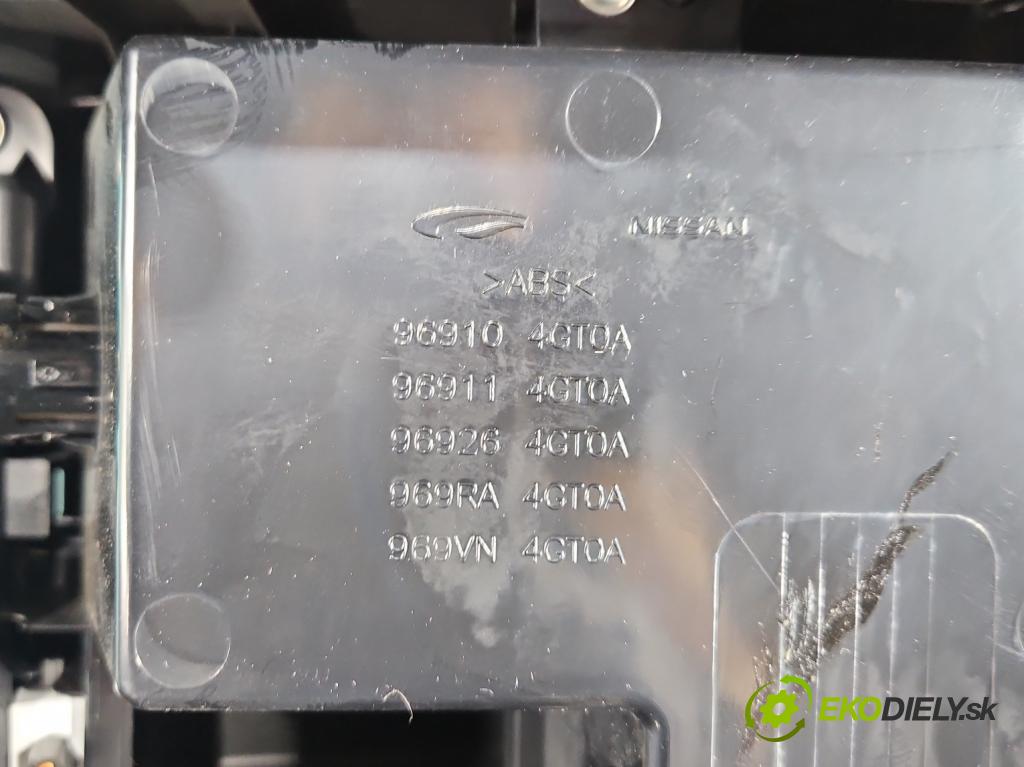 NISSAN
>ABS<
96910 4GT0A
96911 4GT0A
96926 4GT0A
969RA 4GT0A
969VN 4GT0A
EKODIELY.sk